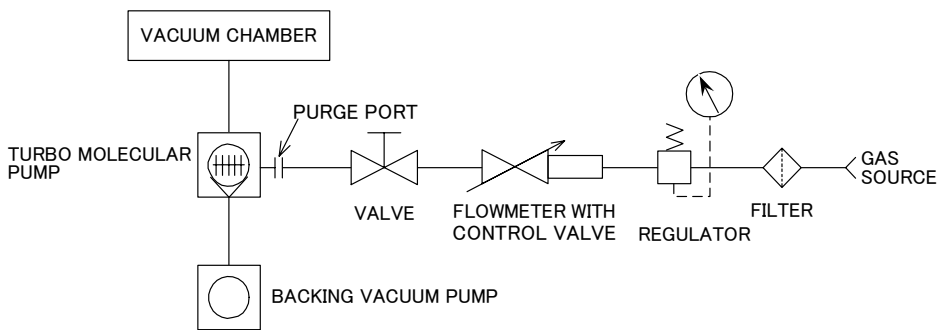 VACUUM CHAMBER
PURGE PORT
TURBO MOLECULAR
PUMP
GAS
SOURCE
VALVE
FLOWMETER WITH
CONTROL VALVE
REGULATOR
FILTER
BACKING VACUUM PUMP